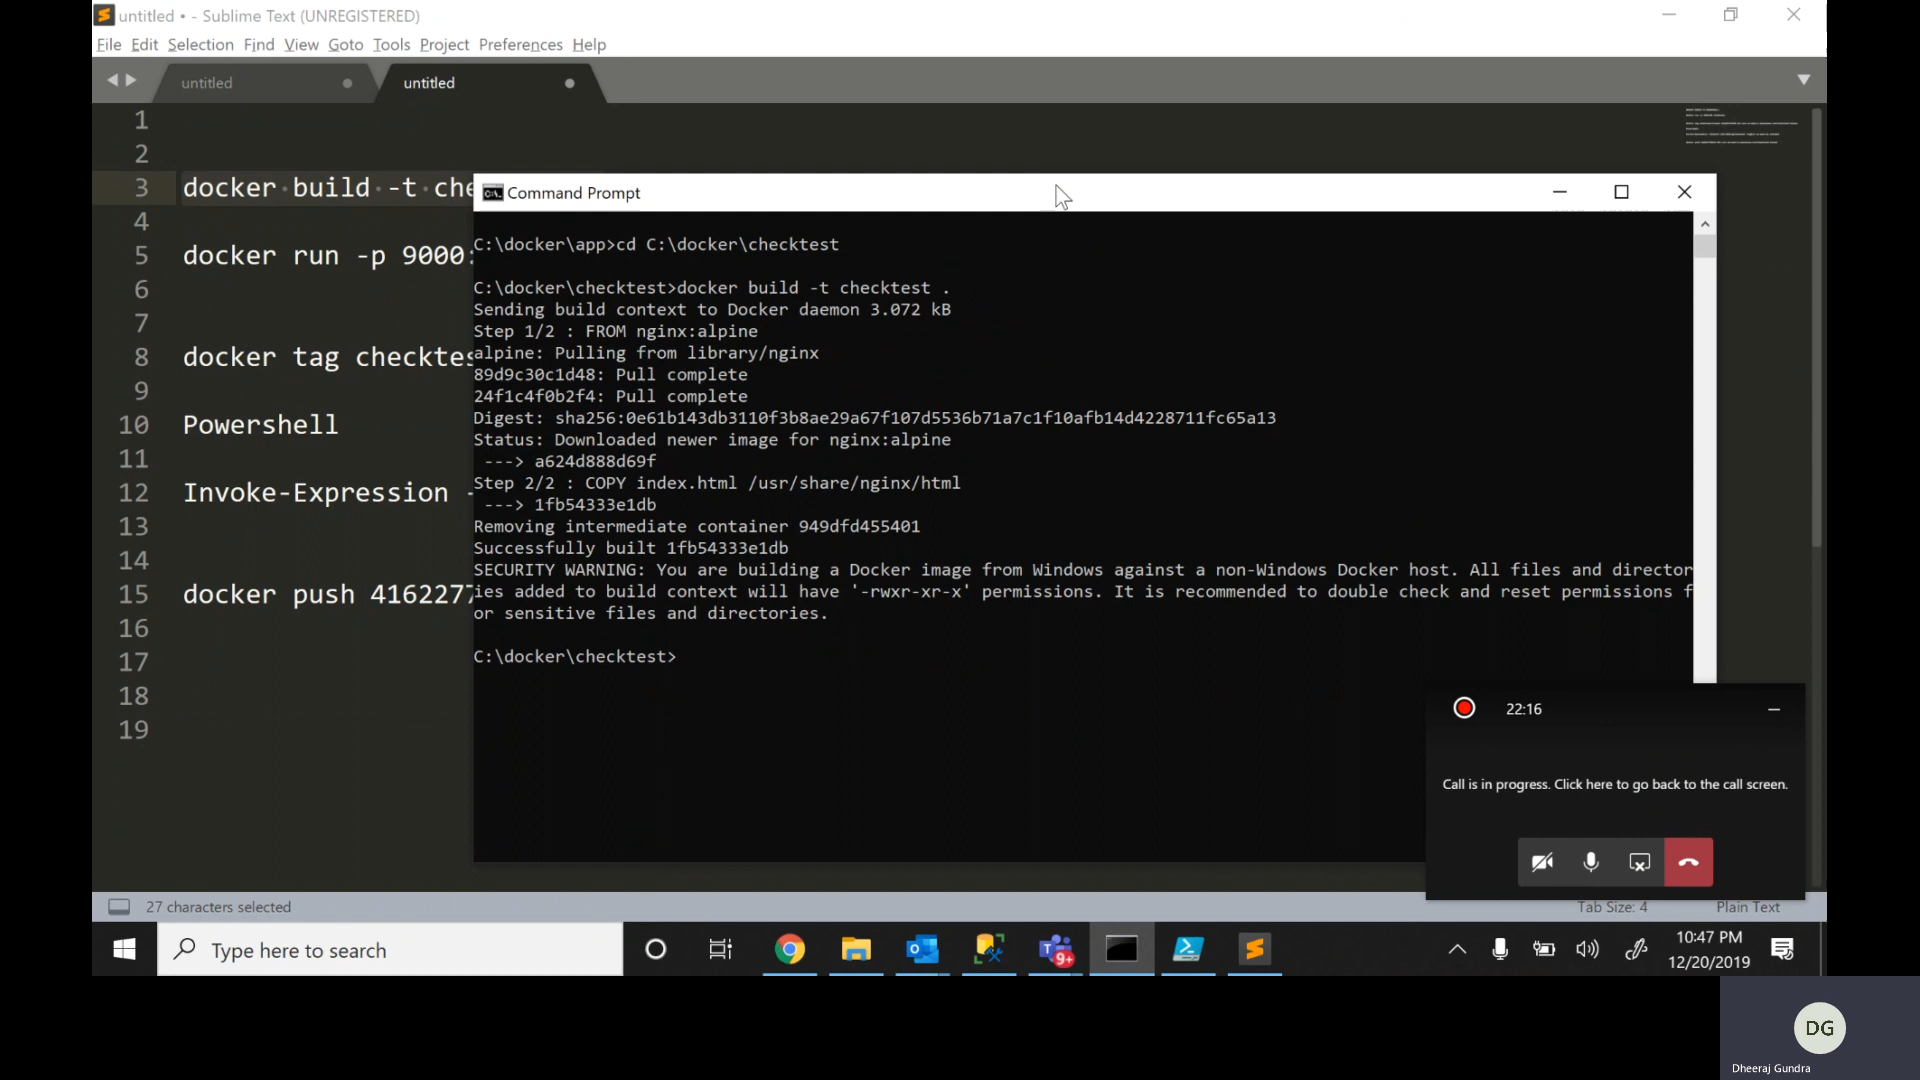 untitled • - Sublime Text (UNREGISTERED)
File Edit Selection Find View Goto Tools Project Preferences Help
untitled
untitled
1
2
3 docker·build·-t·che
4
5 docker run -p 9000:
6
7
8 docker tag checktes
9
10 Powershell
11
12 Invoke-Expression -
13
14
15 docker push 4162277
16
17
18
19
Command Prompt
C:\docker\app>cd C:\docker\checktest
C:\docker\checktest>docker build -t checktest .
Sending build context to Docker daemon 3.072 kB
Step 1/2 : FROM nginx:alpine
alpine: Pulling from library/nginx
89d9c30c1d48: Pull complete
24f1c4f0b2f4: Pull complete
Digest: sha256:0e61b143db3110f3b8ae29a67f107d5536b71a7c1f10afb14d4228711fc65a13
Status: Downloaded newer image for nginx:alpine
---> a624d888d69f
Step 2/2 : COPY index.html /usr/share/nginx/html
---> 1fb54333e1db
Removing intermediate container 949dfd455401
Successfully built 1fb54333e1db
SECURITY WARNING: You are building a Docker image from Windows against a non-Windows Docker host. All files and director
ies added to build context will have '-rwxr-xr-x' permissions. It is recommended to double check and reset permissions f
or sensitive files and directories.
C:\docker\checktest>
22:16
Call is in progress. Click here to go back to the call screen.
27 characters selected
Tab Size: 4
Plain Text
Type here to search
9+
10:47 PM
12/20/2019
DG
Dheeraj Gundra